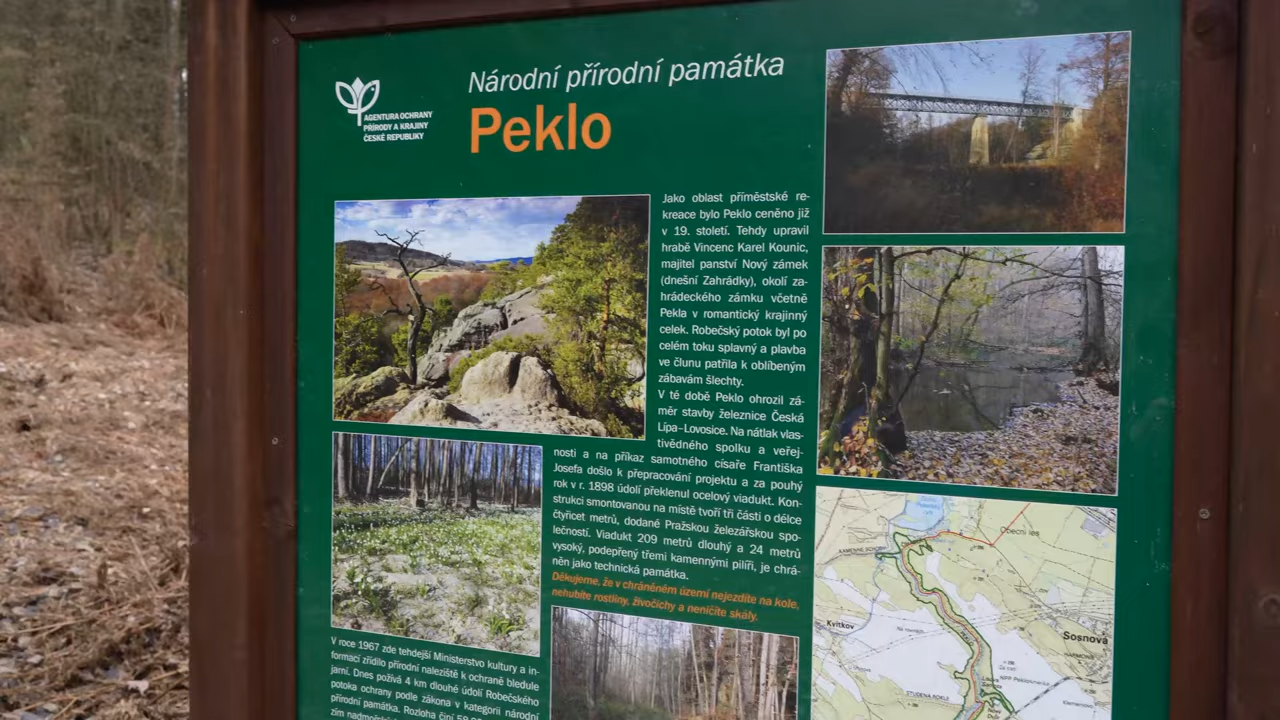 AGENTURA OCHRANY
PŘÍRODY A KRAJINY
ČESKÉ REPUBLIKY
Národní přírodní památka
Peklo
Jako oblast příměstské re-
kreace bylo Peklo ceněno již
v 19. století. Tehdy upravil
hrabě Vincenc Karel Kounic,
majitel panství Nový zámek
(dnešní Zahrádky), okolí za-
hrádeckého zámku včetně
Pekla v romantický krajinný
celek. Robečský potok byl po
celém toku splavný a plavba
ve člunu patřila k oblíbeným
zábavám šlechty.
V té době Peklo ohrozil zá-
měr stavby železnice Česká
Lípa–Lovosice. Na nátlak vlas-
tivědného spolku a veřej-
nosti a na příkaz samotného císaře Františka
Josefa došlo k přepracování projektu a za pouhý
rok v r. 1898 údolí překlenul ocelový viadukt. Kon-
strukci smontovanou na místě tvoří tři části o délce
čtyřicet metrů, dodané Pražskou železářskou spo-
lečností. Viadukt 209 metrů dlouhý a 24 metrů
vysoký, podepřený třemi kamennými pilíři, je chrá-
něn jako technická památka.
Děkujeme, že v chráněném území nejezdíte na kole,
nehubíte rostliny, živočichy a neničíte skály.
V roce 1967 zde tehdejší Ministerstvo kultury a in-
formací zřídilo přírodní naleziště k ochraně bledule
jarní. Dnes požívá 4 km dlouhé údolí Robečského
potoka ochrany podle zákona v kategorii národní
přírodní památka. Rozloha činí
zím
Obecní les
Kvítkov
Sosnová